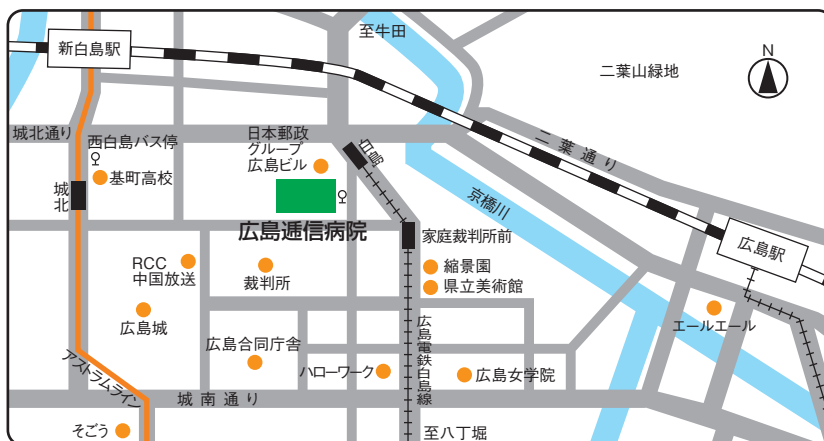 至牛田
新白島駅
二葉山緑地
N
城北通り
西白島バス停
日本郵政
グループ
広島ビル
白島
二葉通り
基町高校
城北
京橋川
広島逓信病院
家庭裁判所前
広島駅
RCC
中国放送
裁判所
縮景園
県立美術館
広島城
エールエール
広島合同庁舎
広島電鉄白島線
ハローワーク
広島女学院
アストラムライン
城南通り
そごう
至八丁堀